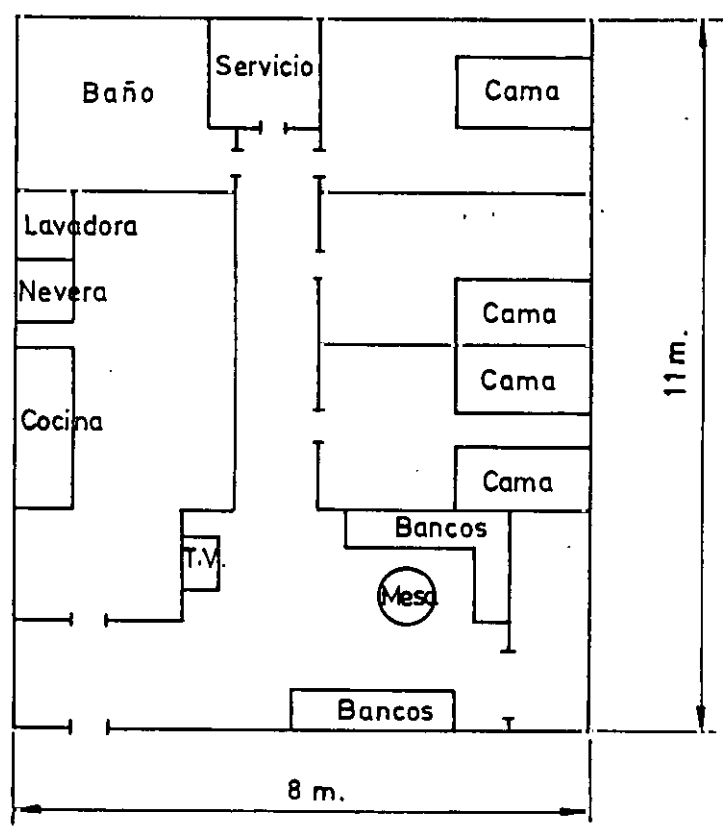 Servicio
Baño
Cama
Lavadora
Nevera
Cama
11 m.
Cama
Cocina
Cama
Bancos
T.V.
Mesa
Bancos
8 m.